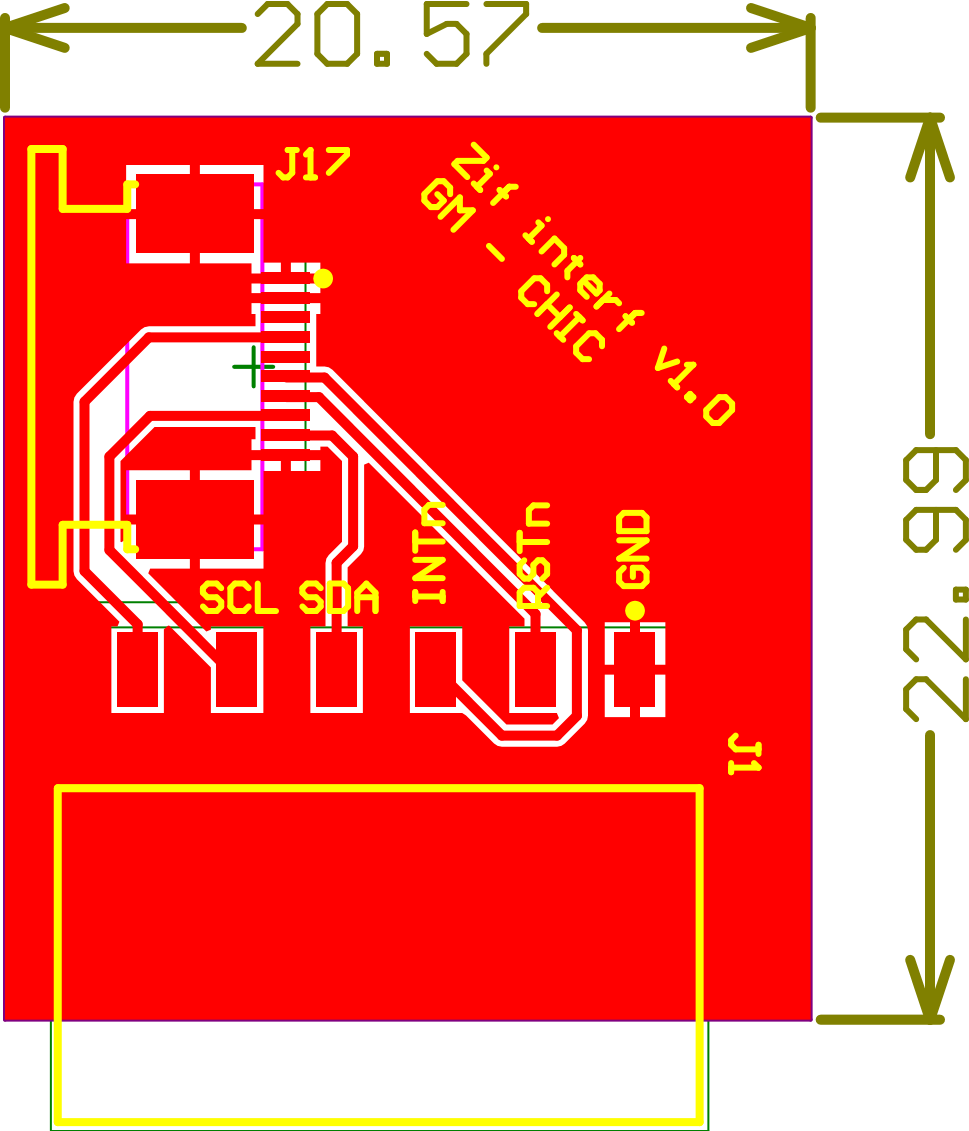 20.57
J17
Zif interf v1.0
GM - CHIC
22.99
INTn
RSTn
GND
SCL SDA
J1